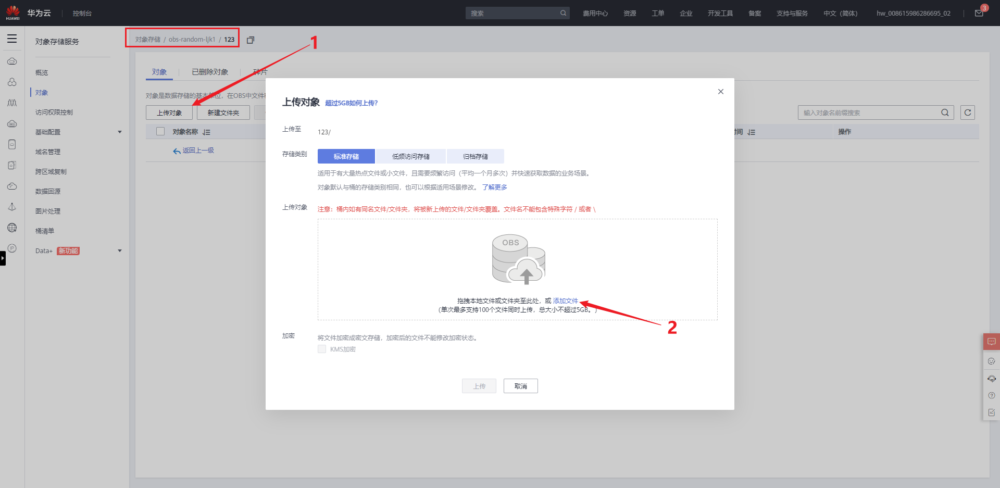 HUAWEI 华为云 控制台 搜索 费用中心 资源 工单 企业 开发工具 备案 支持与服务 中文（简体） hw_008615986286695_02 3
对象存储服务
概览
对象
访问权限控制
基础配置
域名管理
跨区域复制
数据回源
图片处理
桶清单
Data+ 新功能
IP
对象存储 / obs-random-ljk1 / 123
1
对象 已删除对象 碎片
对象是数据存储的基本单位，在OBS中文件和
上传对象 新建文件夹
输入对象名前缀搜索
对象名称 时间 操作
返回上一级
上传对象 超过5GB如何上传？
上传至 123/
存储类别 标准存储 低频访问存储 归档存储
适用于有大量热点文件或小文件，且需要频繁访问（平均一个月多次）并快速获取数据的业务场景。
对象默认与桶的存储类别相同，也可以根据适用场景修改。 了解更多
上传对象 注意：桶内如有同名文件/文件夹，将被新上传的文件/文件夹覆盖。文件名不能包含特殊字符 / 或者 \
OBS
拖拽本地文件或文件夹至此处，或 添加文件
（单次最多支持100个文件同时上传，总大小不超过5GB。）
2
加密 将文件加密成密文存储，加密后的文件不能修改加密状态。
KMS加密
上传 取消